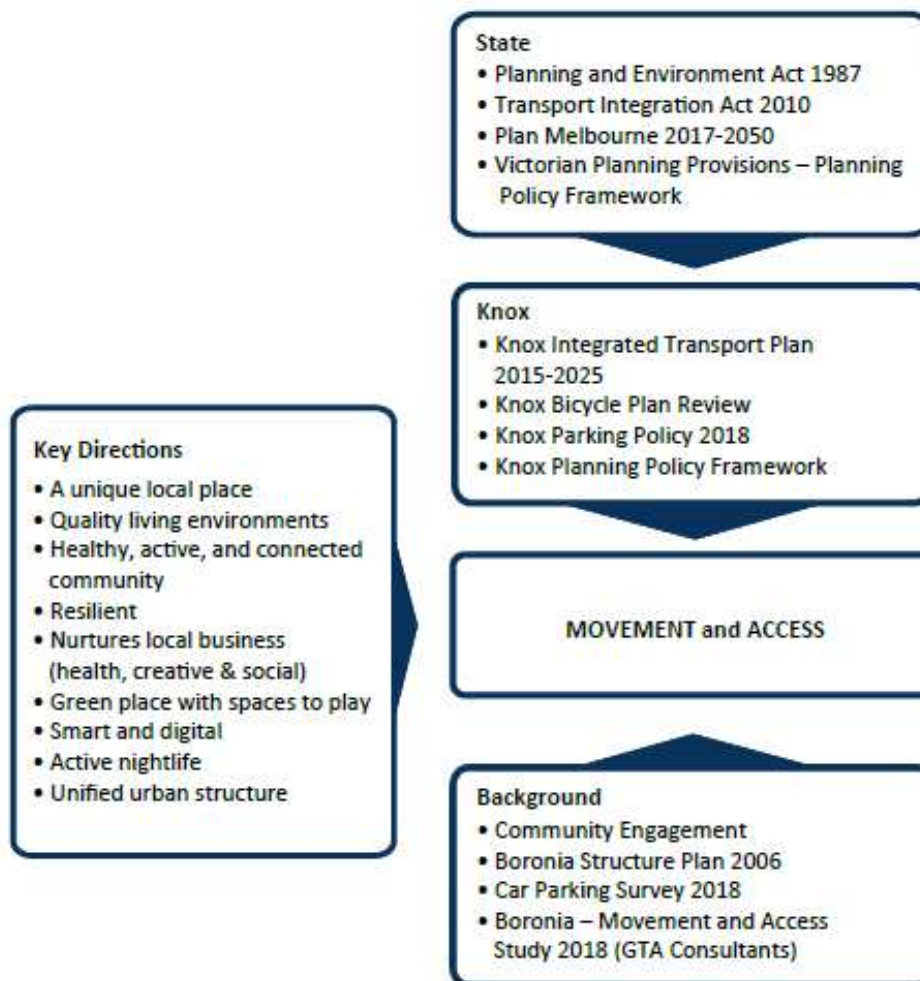 State
• Planning and Environment Act 1987
• Transport Integration Act 2010
• Plan Melbourne 2017-2050
• Victorian Planning Provisions – Planning
Policy Framework
Knox
• Knox Integrated Transport Plan
2015-2025
• Knox Bicycle Plan Review
• Knox Parking Policy 2018
• Knox Planning Policy Framework
Key Directions
• A unique local place
• Quality living environments
• Healthy, active, and connected
community
• Resilient
• Nurtures local business
(health, creative & social)
• Green place with spaces to play
• Smart and digital
• Active nightlife
• Unified urban structure
MOVEMENT and ACCESS
Background
• Community Engagement
• Boronia Structure Plan 2006
• Car Parking Survey 2018
• Boronia – Movement and Access
Study 2018 (GTA Consultants)